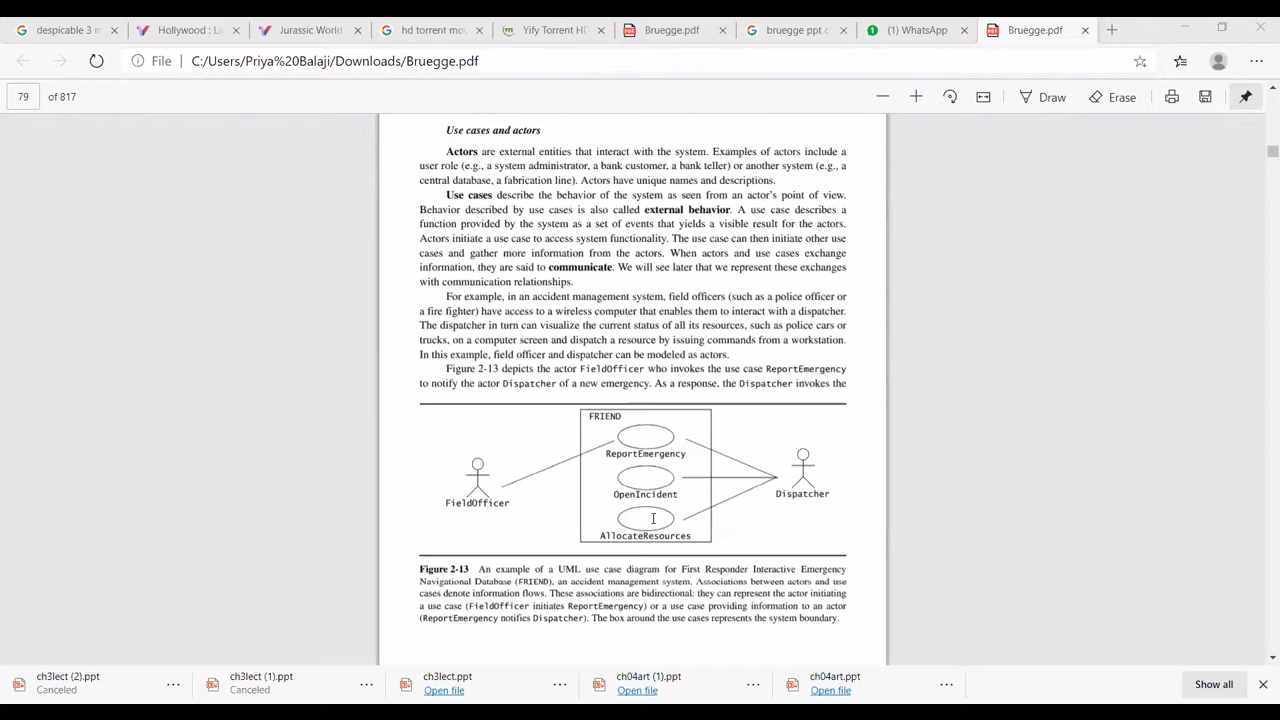 despicable 3 m
Hollywood : La
Jurassic World
hd torrent mov
Yify Torrent HD
Bruegge.pdf
bruegge ppt c
(1) WhatsApp
Bruegge.pdf
File C:/Users/Priya%20Balaji/Downloads/Bruegge.pdf
79 of 817
Draw
Erase
Use cases and actors
Actors are external entities that interact with the system. Examples of actors include a
user role (e.g., a system administrator, a bank customer, a bank teller) or another system (e.g., a
central database, a fabrication line). Actors have unique names and descriptions.
Use cases describe the behavior of the system as seen from an actor's point of view.
Behavior described by use cases is also called external behavior. A use case describes a
function provided by the system as a set of events that yields a visible result for the actors.
Actors initiate a use case to access system functionality. The use case can then initiate other use
cases and gather more information from the actors. When actors and use cases exchange
information, they are said to communicate. We will see later that we represent these exchanges
with communication relationships.
For example, in an accident management system, field officers (such as a police officer or
a fire fighter) have access to a wireless computer that enables them to interact with a dispatcher.
The dispatcher in turn can visualize the current status of all its resources, such as police cars or
trucks, on a computer screen and dispatch a resource by issuing commands from a workstation.
In this example, field officer and dispatcher can be modeled as actors.
Figure 2-13 depicts the actor FieldOfficer who invokes the use case ReportEmergency
to notify the actor Dispatcher of a new emergency. As a response, the Dispatcher invokes the
FRIEND
ReportEmergency
OpenIncident
AllocateResources
FieldOfficer
Dispatcher
Figure 2-13 An example of a UML use case diagram for First Responder Interactive Emergency
Navigational Database (FRIEND), an accident management system. Associations between actors and use
cases denote information flows. These associations are bidirectional: they can represent the actor initiating
a use case (FieldOfficer initiates ReportEmergency) or a use case providing information to an actor
(ReportEmergency notifies Dispatcher). The box around the use cases represents the system boundary.
ch3lect (2).ppt
Canceled
ch3lect (1).ppt
Canceled
ch3lect.ppt
Open file
ch04art (1).ppt
Open file
ch04art.ppt
Open file
Show all